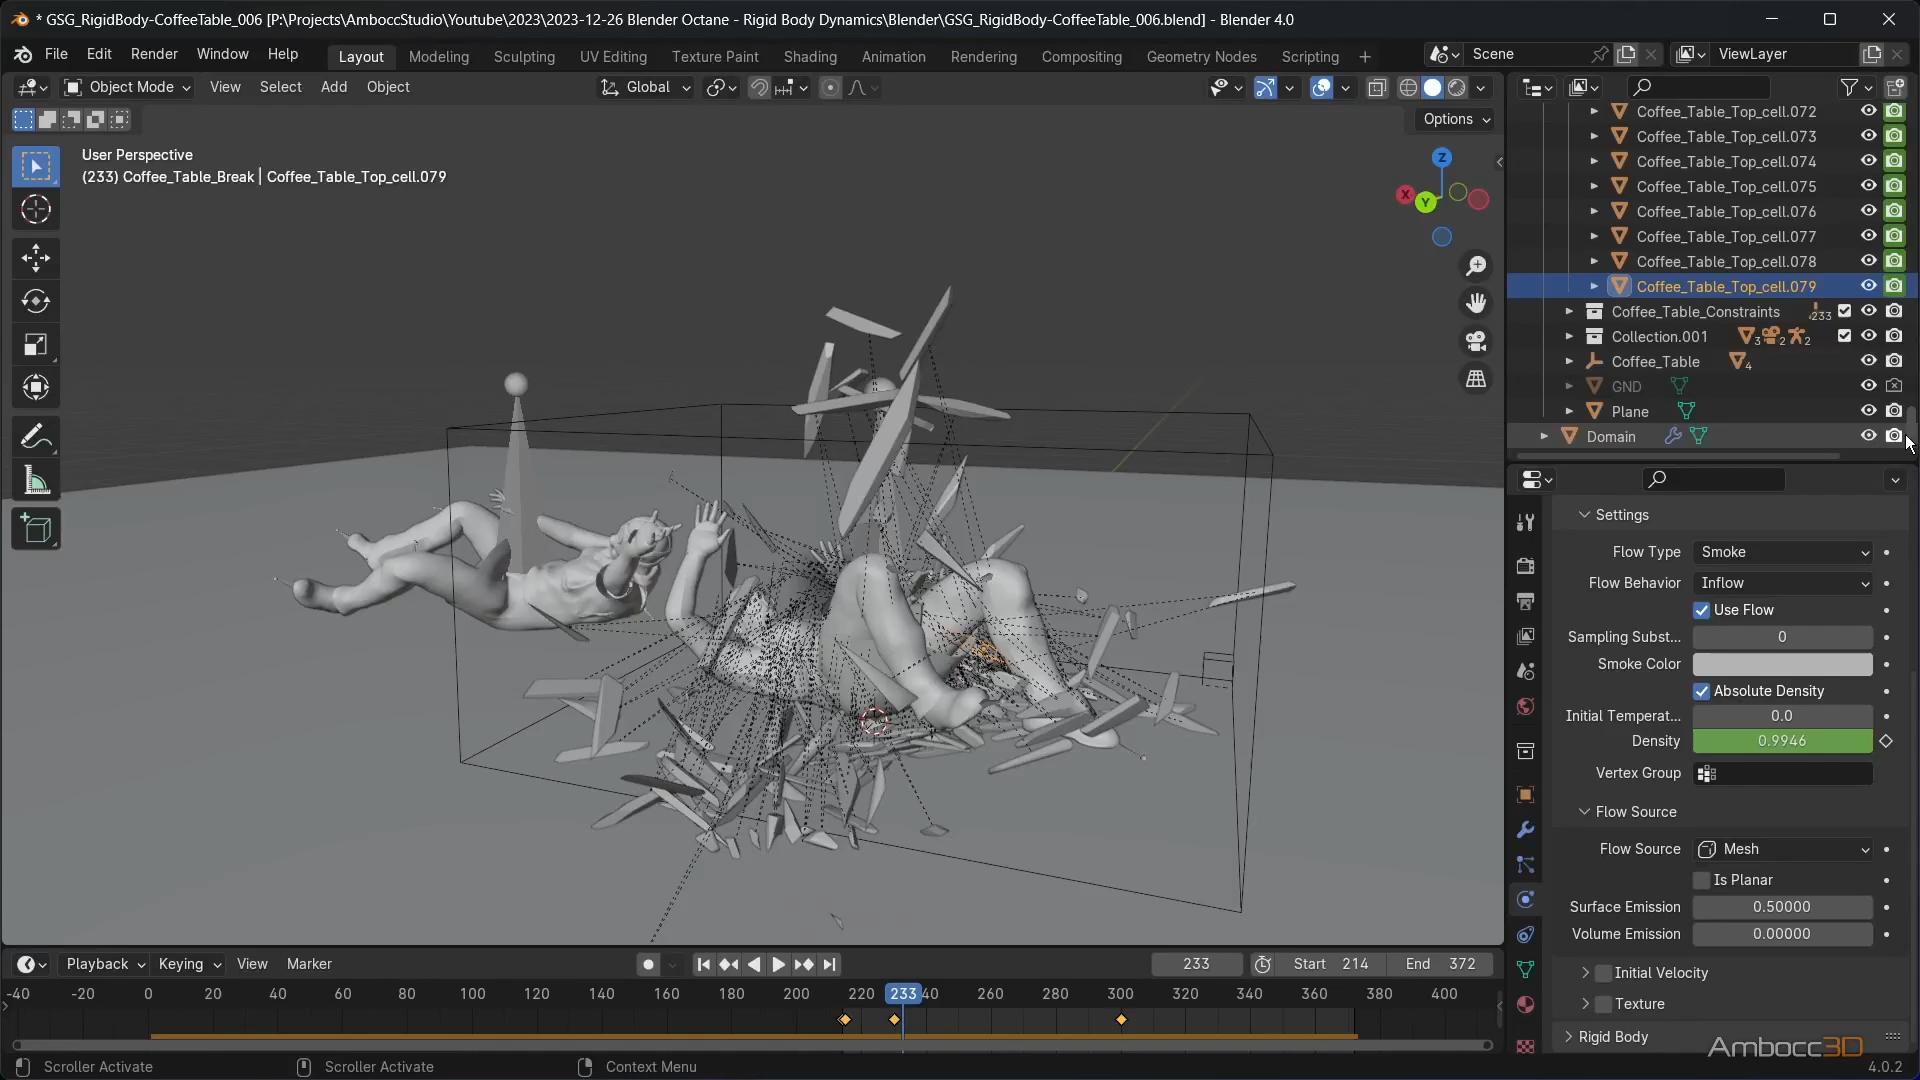 * GSG_RigidBody-CoffeeTable_006 [P:\Projects\AmboccStudio\Youtube\2023\2023-12-26 Blender Octane - Rigid Body Dynamics\Blender\GSG_RigidBody-CoffeeTable_006.blend] - Blender 4.0
File Edit Render Window Help Layout Modeling Sculpting UV Editing Texture Paint Shading Animation Rendering Compositing Geometry Nodes Scripting + Scene ViewLayer
Object Mode View Select Add Object Global
Options
User Perspective
(233) Coffee_Table_Break | Coffee_Table_Top_cell.079
Z
X
Y
Coffee_Table_Top_cell.072
Coffee_Table_Top_cell.073
Coffee_Table_Top_cell.074
Coffee_Table_Top_cell.075
Coffee_Table_Top_cell.076
Coffee_Table_Top_cell.077
Coffee_Table_Top_cell.078
Coffee_Table_Top_cell.079
Coffee_Table_Constraints 233
Collection.001 3 2 2
Coffee_Table 4
GND
Plane
Domain
Settings
Flow Type Smoke
Flow Behavior Inflow
Use Flow
Sampling Subst... 0
Smoke Color
Absolute Density
Initial Temperat... 0.0
Density 0.9946
Vertex Group
Flow Source
Flow Source Mesh
Is Planar
Surface Emission 0.50000
Volume Emission 0.00000
Initial Velocity
Texture
Rigid Body
Ambocc3D
Playback Keying View Marker 233 Start 214 End 372
-40 -20 0 20 40 60 80 100 120 140 160 180 200 220 233 40 260 280 300 320 340 360 380 400
Scroller Activate Scroller Activate Context Menu 4.0.2